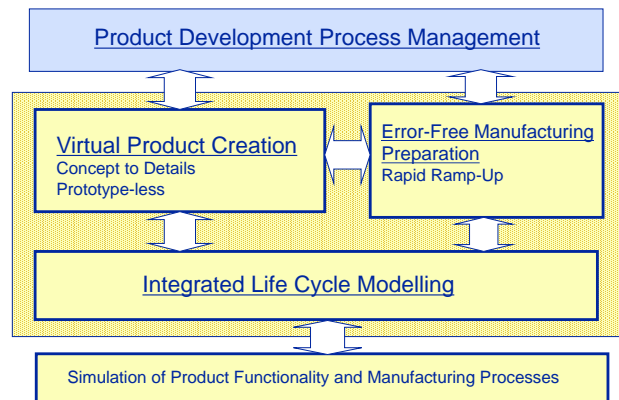 Product Development Process Management
Virtual Product Creation
Concept to Details
Prototype-less
Error-Free Manufacturing
Preparation
Rapid Ramp-Up
Integrated Life Cycle Modelling
Simulation of Product Functionality and Manufacturing Processes